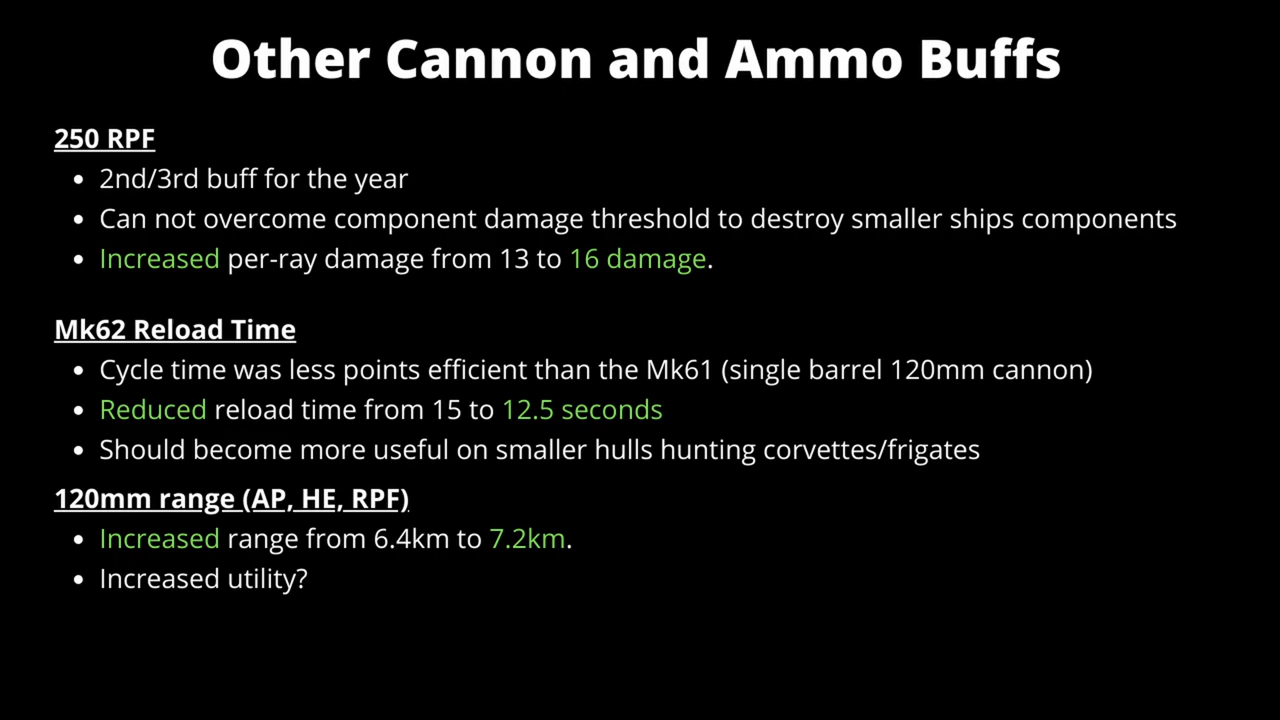 Other Cannon and Ammo Buffs
250 RPF
• 2nd/3rd buff for the year
• Can not overcome component damage threshold to destroy smaller ships components
• Increased per-ray damage from 13 to 16 damage.
Mk62 Reload Time
• Cycle time was less points efficient than the Mk61 (single barrel 120mm cannon)
• Reduced reload time from 15 to 12.5 seconds
• Should become more useful on smaller hulls hunting corvettes/frigates
120mm range (AP, HE, RPF)
• Increased range from 6.4km to 7.2km.
• Increased utility?